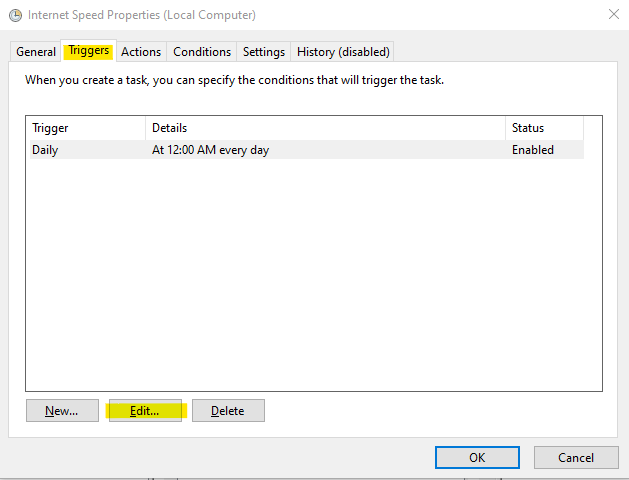 Internet Speed Properties (Local Computer)
General Triggers Actions Conditions Settings History (disabled)
When you create a task, you can specify the conditions that will trigger the task.
Trigger Details Status
Daily At 12:00 AM every day Enabled
New... Edit... Delete
OK Cancel